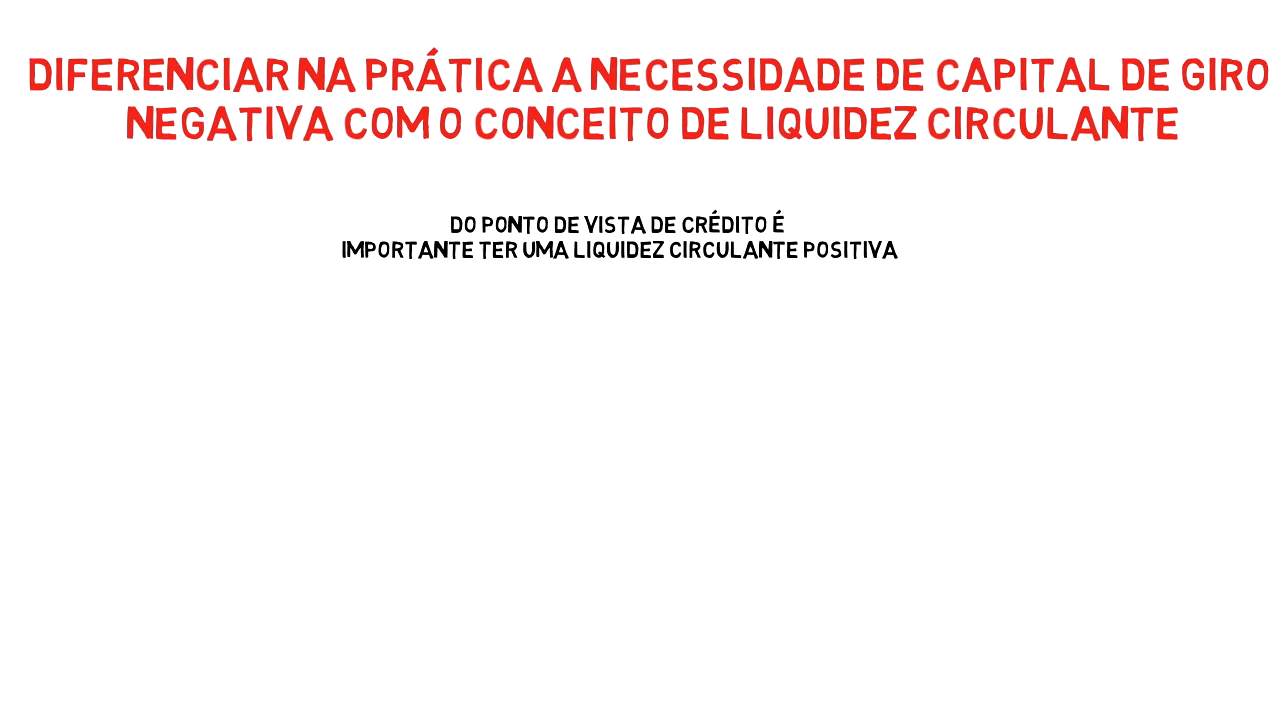 DIFERENCIAR NA PRÁTICA A NECESSIDADE DE CAPITAL DE GIRO
NEGATIVA COM O CONCEITO DE LIQUIDEZ CIRCULANTE
DO PONTO DE VISTA DE CRÉDITO É
IMPORTANTE TER UMA LIQUIDEZ CIRCULANTE POSITIVA